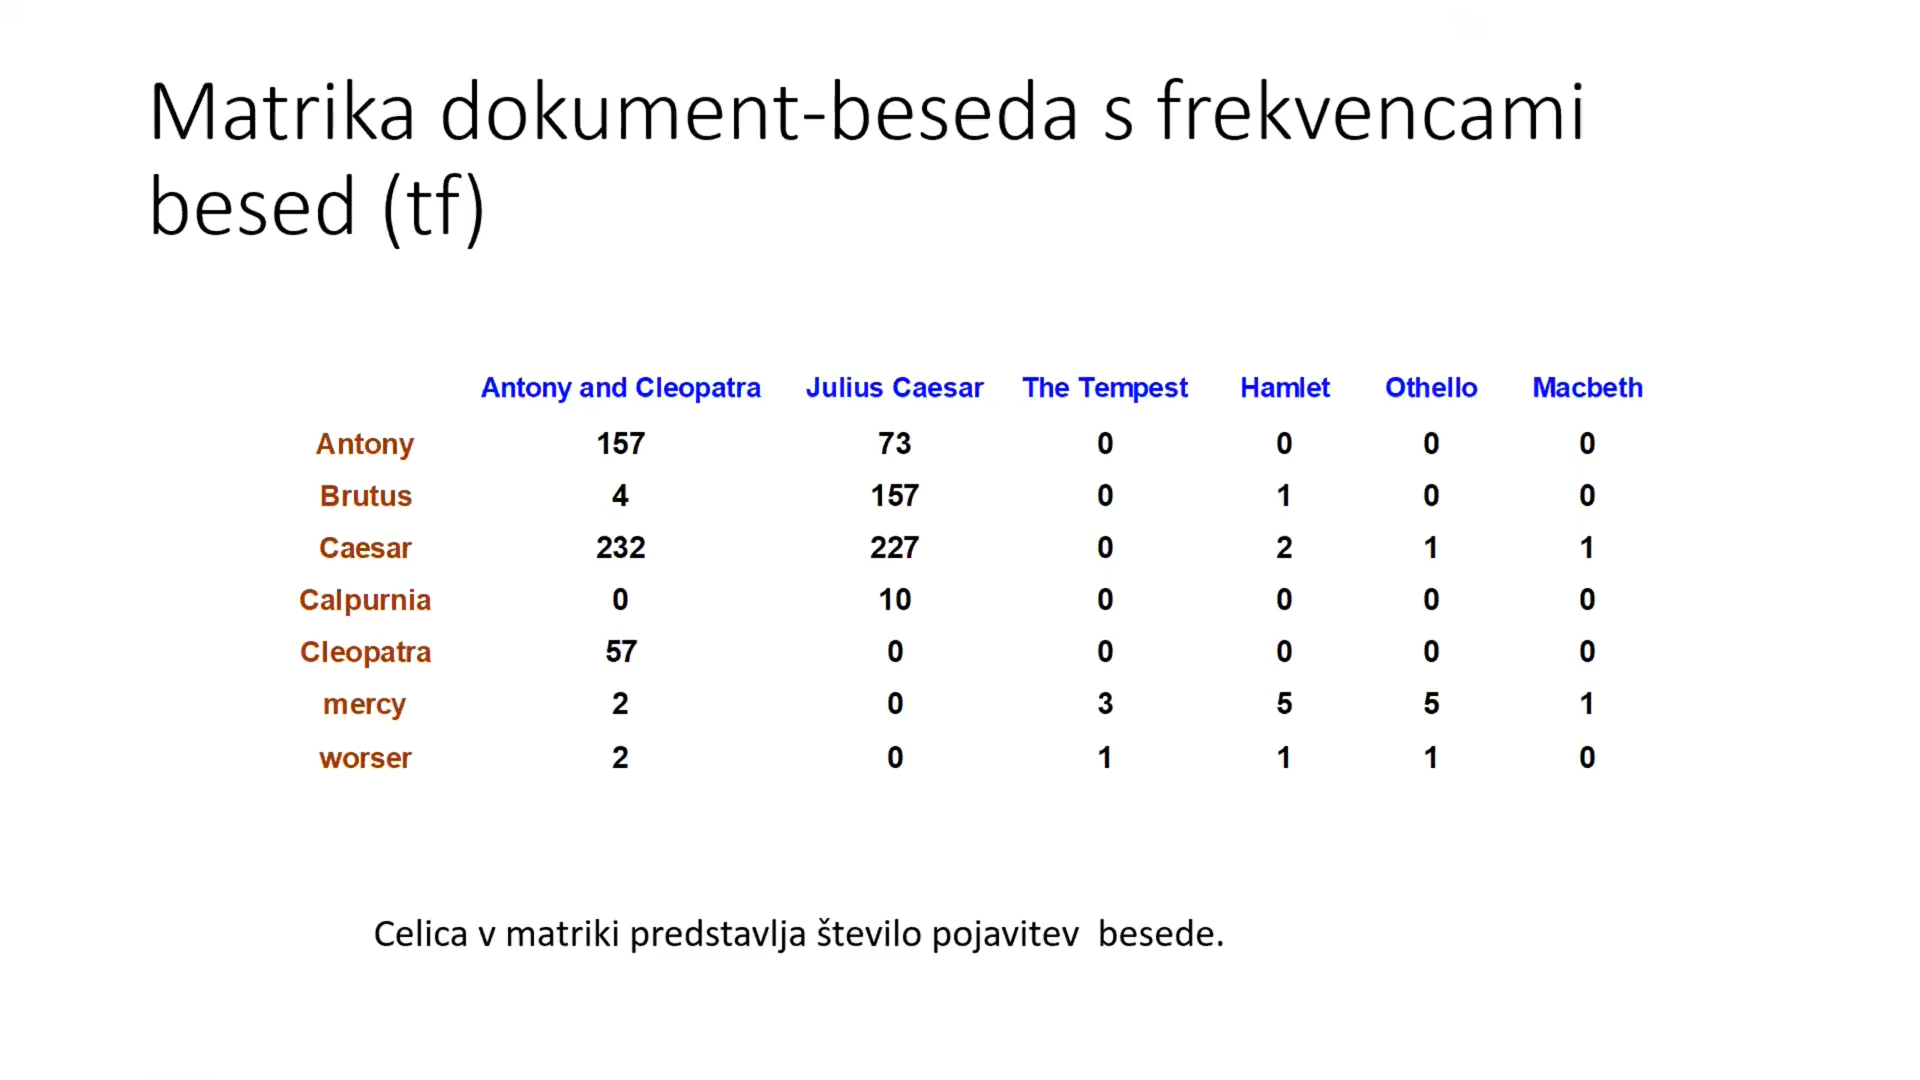 Matrika dokument-beseda s frekvencami
besed (tf)
Antony and Cleopatra Julius Caesar The Tempest Hamlet Othello Macbeth
Antony 157 73 0 0 0 0
Brutus 4 157 0 1 0 0
Caesar 232 227 0 2 1 1
Calpurnia 0 10 0 0 0 0
Cleopatra 57 0 0 0 0 0
mercy 2 0 3 5 5 1
worser 2 0 1 1 1 0
Celica v matriki predstavlja število pojavitev besede.